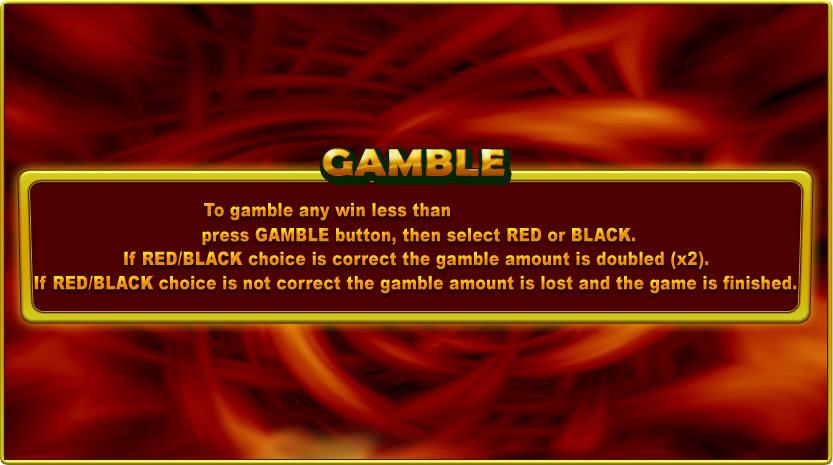 GAMBLE
To gamble any win less than
press GAMBLE button, then select RED or BLACK.
If RED/BLACK choice is correct the gamble amount is doubled (x2).
If RED/BLACK choice is not correct the gamble amount is lost and the game is finished.